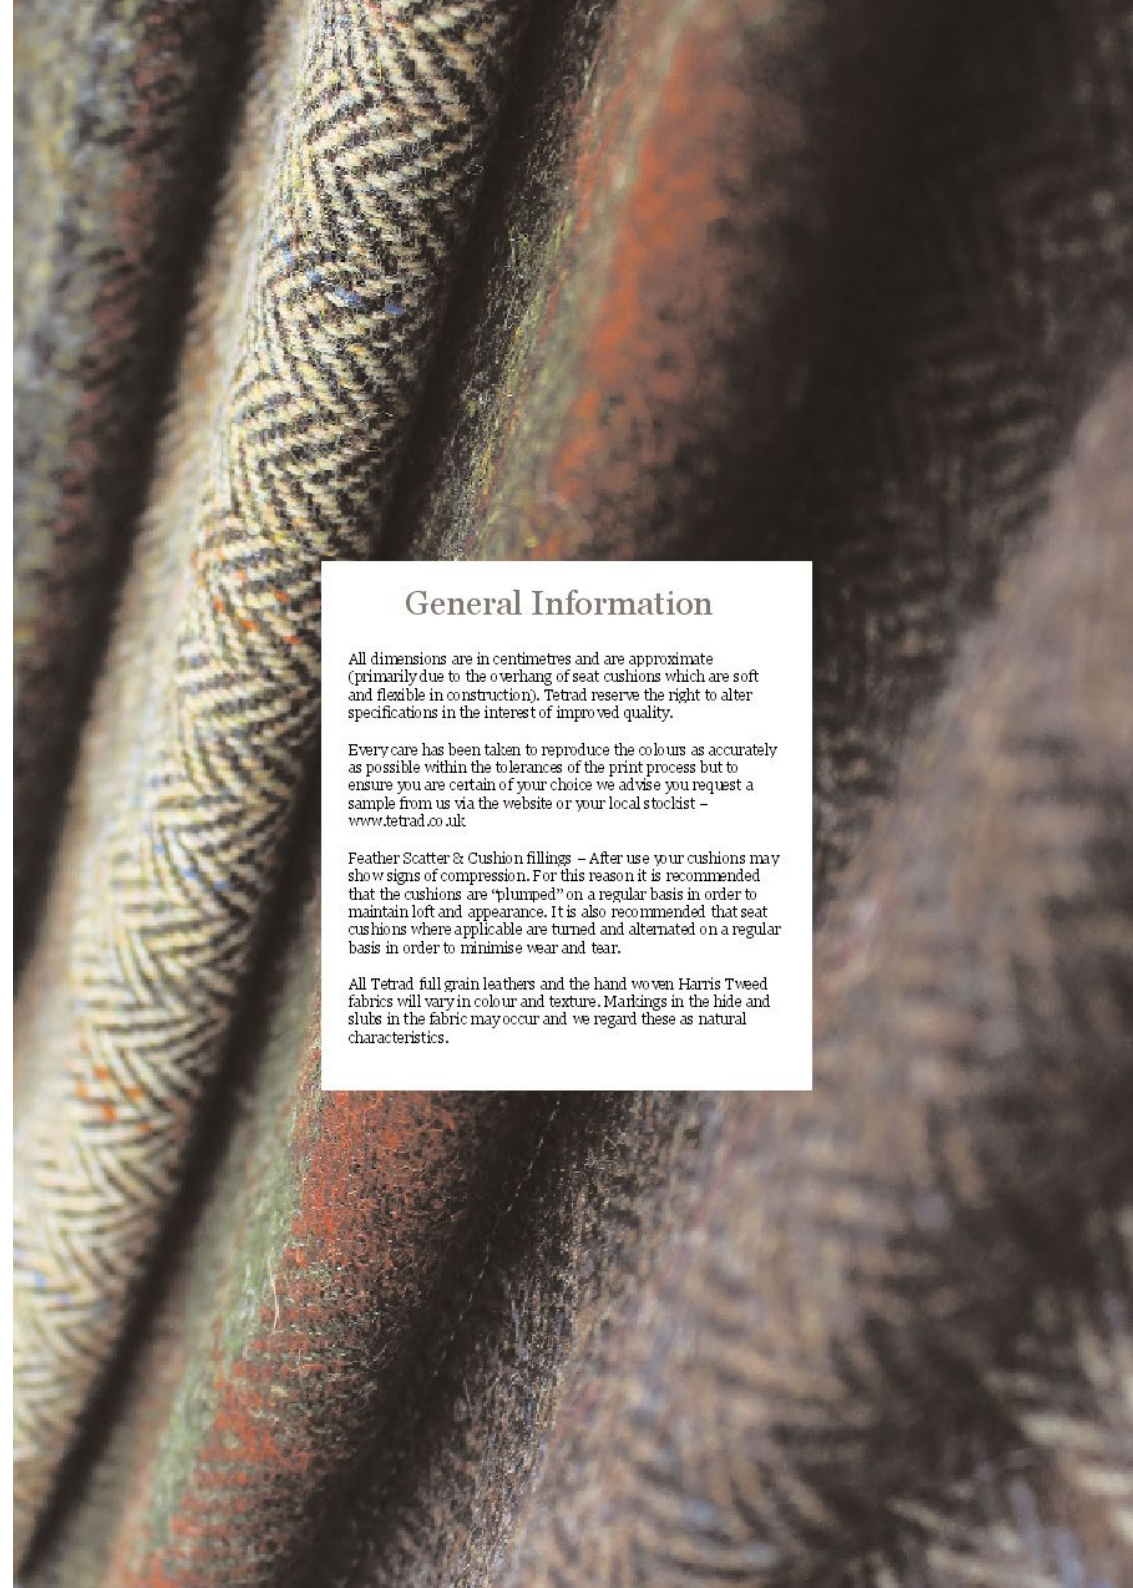 General Information
All dimensions are in centimetres and are approximate
(primarily due to the overhang of seat cushions which are soft
and flexible in construction). Tetrad reserve the right to alter
specifications in the interest of improved quality.
Every care has been taken to reproduce the colours as accurately
as possible within the tolerances of the print process but to
ensure you are certain of your choice we advise you request a
sample from us via the website or your local stockist –
www.tetrad.co.uk
Feather Scatter & Cushion fillings – After use your cushions may
show signs of compression. For this reason it is recommended
that the cushions are “plumped” on a regular basis in order to
maintain loft and appearance. It is also recommended that seat
cushions where applicable are turned and alternated on a regular
basis in order to minimise wear and tear.
All Tetrad full grain leathers and the hand woven Harris Tweed
fabrics will vary in colour and texture. Markings in the hide and
slubs in the fabric may occur and we regard these as natural
characteristics.